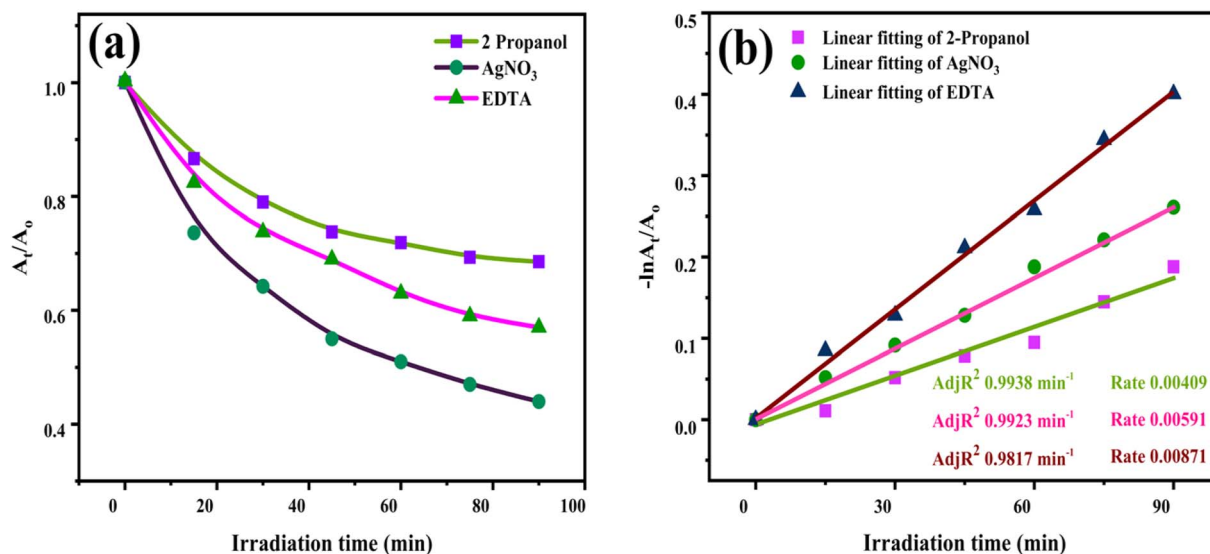 (a)
2 Propanol
AgNO₃
EDTA
1.0
0.8
0.6
0.4
Aₜ/Aₒ
0 20 40 60 80 100
Irradiation time (min)
(b)
Linear fitting of 2-Propanol
Linear fitting of AgNO₃
Linear fitting of EDTA
0.5
0.4
0.3
0.2
0.1
0.0
-lnAₜ/Aₒ
AdjR² 0.9938 min⁻¹ Rate 0.00409
AdjR² 0.9923 min⁻¹ Rate 0.00591
AdjR² 0.9817 min⁻¹ Rate 0.00871
0 30 60 90
Irradiation time (min)